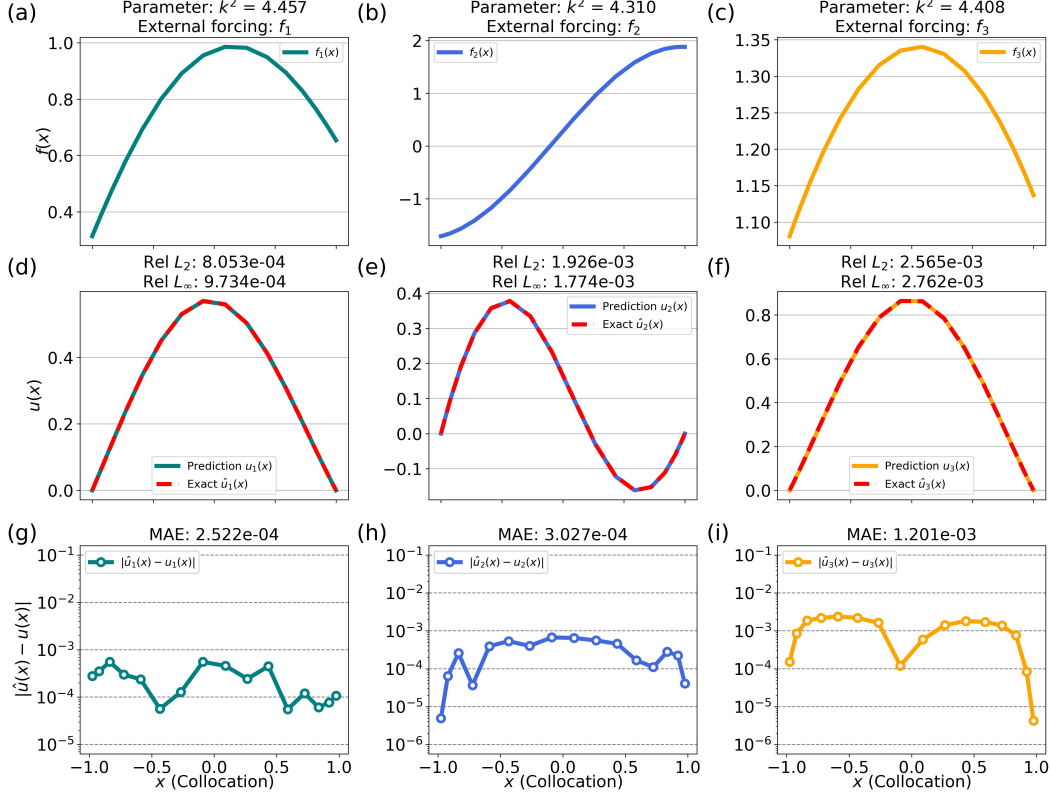 (a)
Parameter: k² = 4.457
External forcing: f₁
(b)
Parameter: k² = 4.310
External forcing: f₂
(c)
Parameter: k² = 4.408
External forcing: f₃
f(x)
1.0
0.8
0.6
0.4
f₁(x)
2
1
0
−1
f₂(x)
1.35
1.30
1.25
1.20
1.15
1.10
f₃(x)
(d)
Rel L₂: 8.053e-04
Rel L∞: 9.734e-04
(e)
Rel L₂: 1.926e-03
Rel L∞: 1.774e-03
(f)
Rel L₂: 2.565e-03
Rel L∞: 2.762e-03
u(x)
0.4
0.2
0.0
Prediction u₁(x)
Exact û₁(x)
0.4
0.3
0.2
0.1
0.0
−0.1
Prediction u₂(x)
Exact û₂(x)
0.8
0.6
0.4
0.2
0.0
Prediction u₃(x)
Exact û₃(x)
(g)
MAE: 2.522e-04
(h)
MAE: 3.027e-04
(i)
MAE: 1.201e-03
|û(x) − u(x)|
10⁻¹
10⁻²
10⁻³
10⁻⁴
10⁻⁵
|û₁(x) − u₁(x)|
10⁻¹
10⁻²
10⁻³
10⁻⁴
10⁻⁵
10⁻⁶
|û₂(x) − u₂(x)|
10⁻¹
10⁻²
10⁻³
10⁻⁴
10⁻⁵
10⁻⁶
|û₃(x) − u₃(x)|
−1.0 −0.5 0.0 0.5 1.0
x (Collocation)
−1.0 −0.5 0.0 0.5 1.0
x (Collocation)
−1.0 −0.5 0.0 0.5 1.0
x (Collocation)